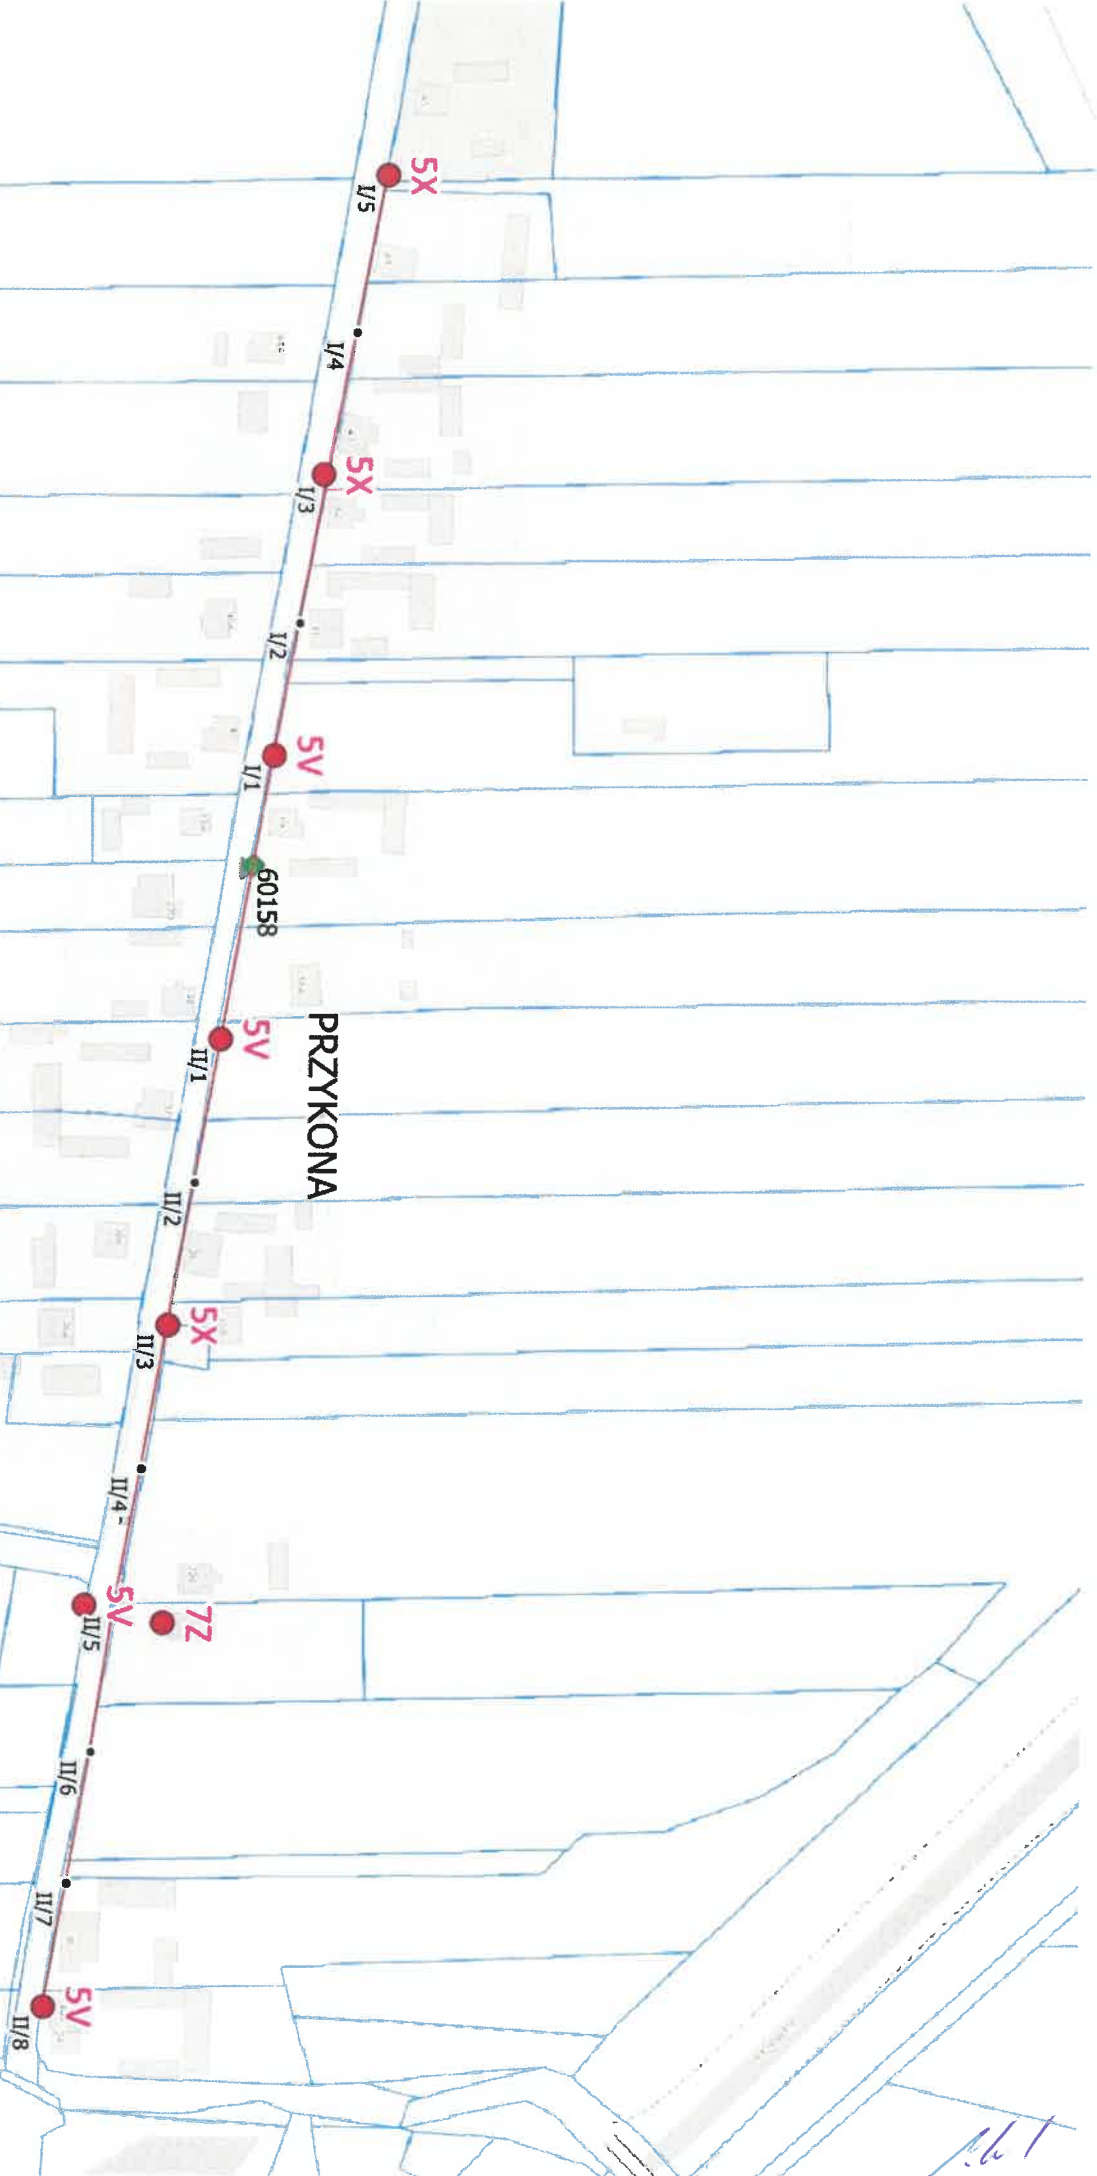 5X
I/5
I/4
5X
I/3
I/2
5V
I/1
60158
5V
II/1
PRZYKONA
II/2
5X
II/3
II/4
5V
II/5
7Z
II/6
II/7
5V
II/8